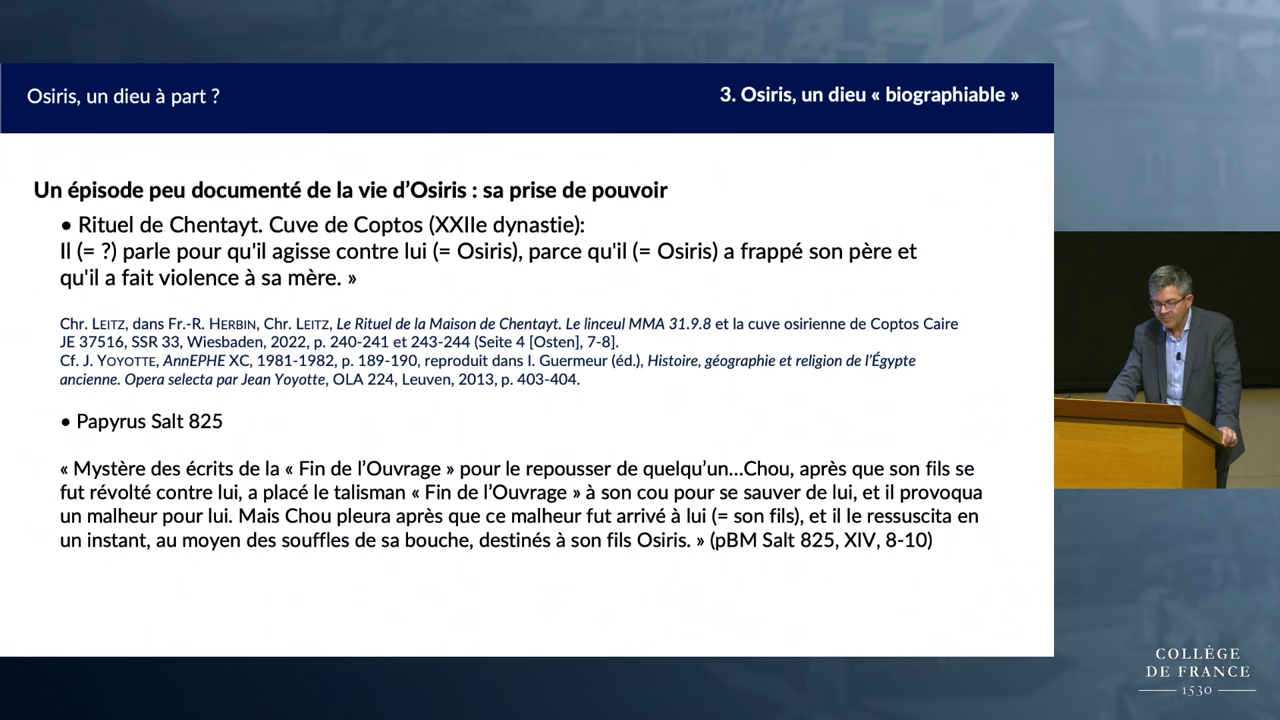 Osiris, un dieu à part ?
3. Osiris, un dieu « biographiable »
Un épisode peu documenté de la vie d’Osiris : sa prise de pouvoir
• Rituel de Chentayt. Cuve de Coptos (XXIIe dynastie):
Il (= ?) parle pour qu'il agisse contre lui (= Osiris), parce qu'il (= Osiris) a frappé son père et
qu'il a fait violence à sa mère. »
Chr. LEITZ, dans Fr.-R. HERBIN, Chr. LEITZ, Le Rituel de la Maison de Chentayt. Le linceul MMA 31.9.8 et la cuve osirienne de Coptos Caire
JE 37516, SSR 33, Wiesbaden, 2022, p. 240-241 et 243-244 (Seite 4 [Osten], 7-8].
Cf. J. YOYOTTE, AnnEPHE XC, 1981-1982, p. 189-190, reproduit dans I. Guermeur (éd.), Histoire, géographie et religion de l’Égypte
ancienne. Opera selecta par Jean Yoyotte, OLA 224, Leuven, 2013, p. 403-404.
• Papyrus Salt 825
« Mystère des écrits de la « Fin de l’Ouvrage » pour le repousser de quelqu’un...Chou, après que son fils se
fut révolté contre lui, a placé le talisman « Fin de l’Ouvrage » à son cou pour se sauver de lui, et il provoqua
un malheur pour lui. Mais Chou pleura après que ce malheur fut arrivé à lui (= son fils), et il le ressuscita en
un instant, au moyen des souffles de sa bouche, destinés à son fils Osiris. » (pBM Salt 825, XIV, 8-10)
COLLÈGE
DE FRANCE
1530